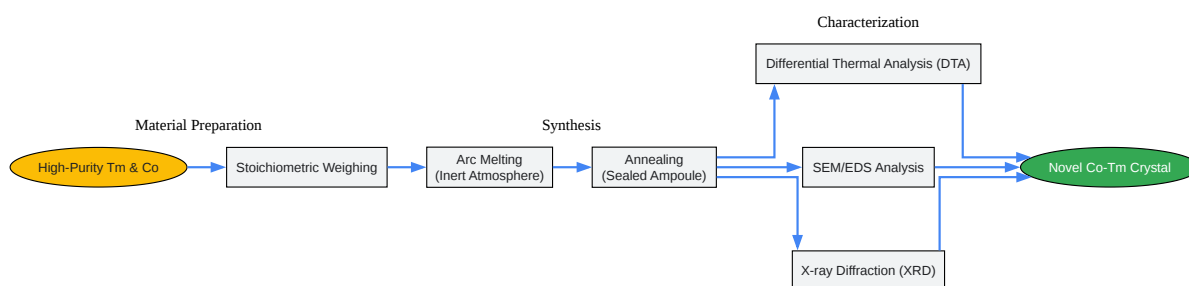 Characterization
Differential Thermal Analysis (DTA)
Material Preparation
Synthesis
High-Purity Tm & Co
Stoichiometric Weighing
Arc Melting
(Inert Atmosphere)
Annealing
(Sealed Ampoule)
SEM/EDS Analysis
Novel Co-Tm Crystal
X-ray Diffraction (XRD)